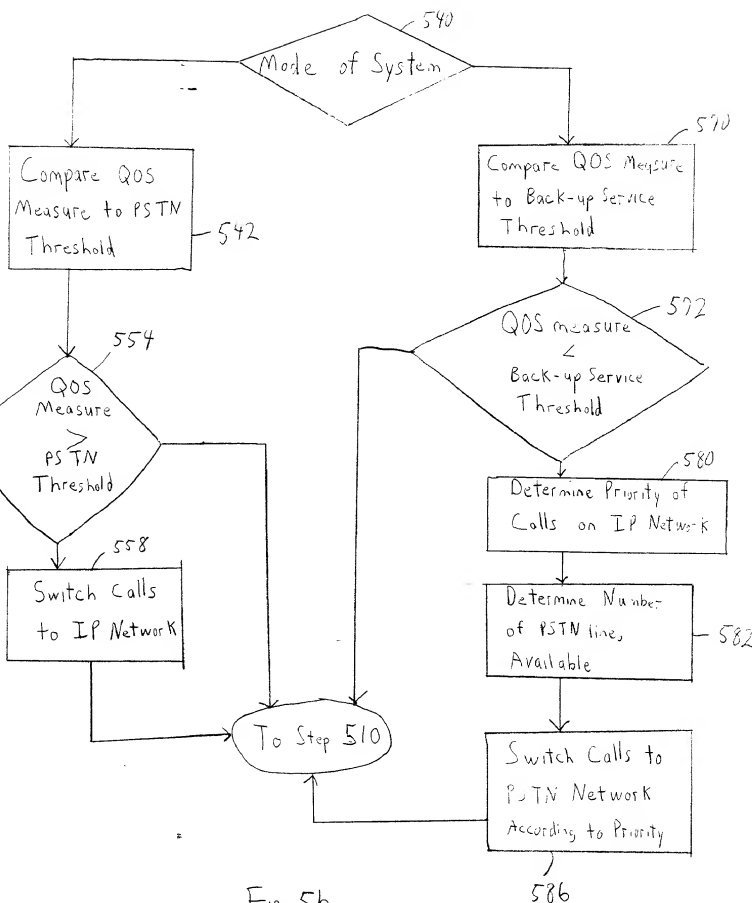 540
Mode of System
570
Compare QOS
Measure to PSTN
Threshold
542
Compare QOS Measure
to Back-up Service
Threshold
572
554
QOS
Measure
>
PSTN
Threshold
QOS measure
<
Back-up Service
Threshold
580
Determine Priority of
Calls on IP Network
558
Switch Calls
to IP Network
Determine Number
of PSTN lines
Available
582
To Step 510
Switch Calls to
PSTN Network
According to Priority
586
Fig 5b